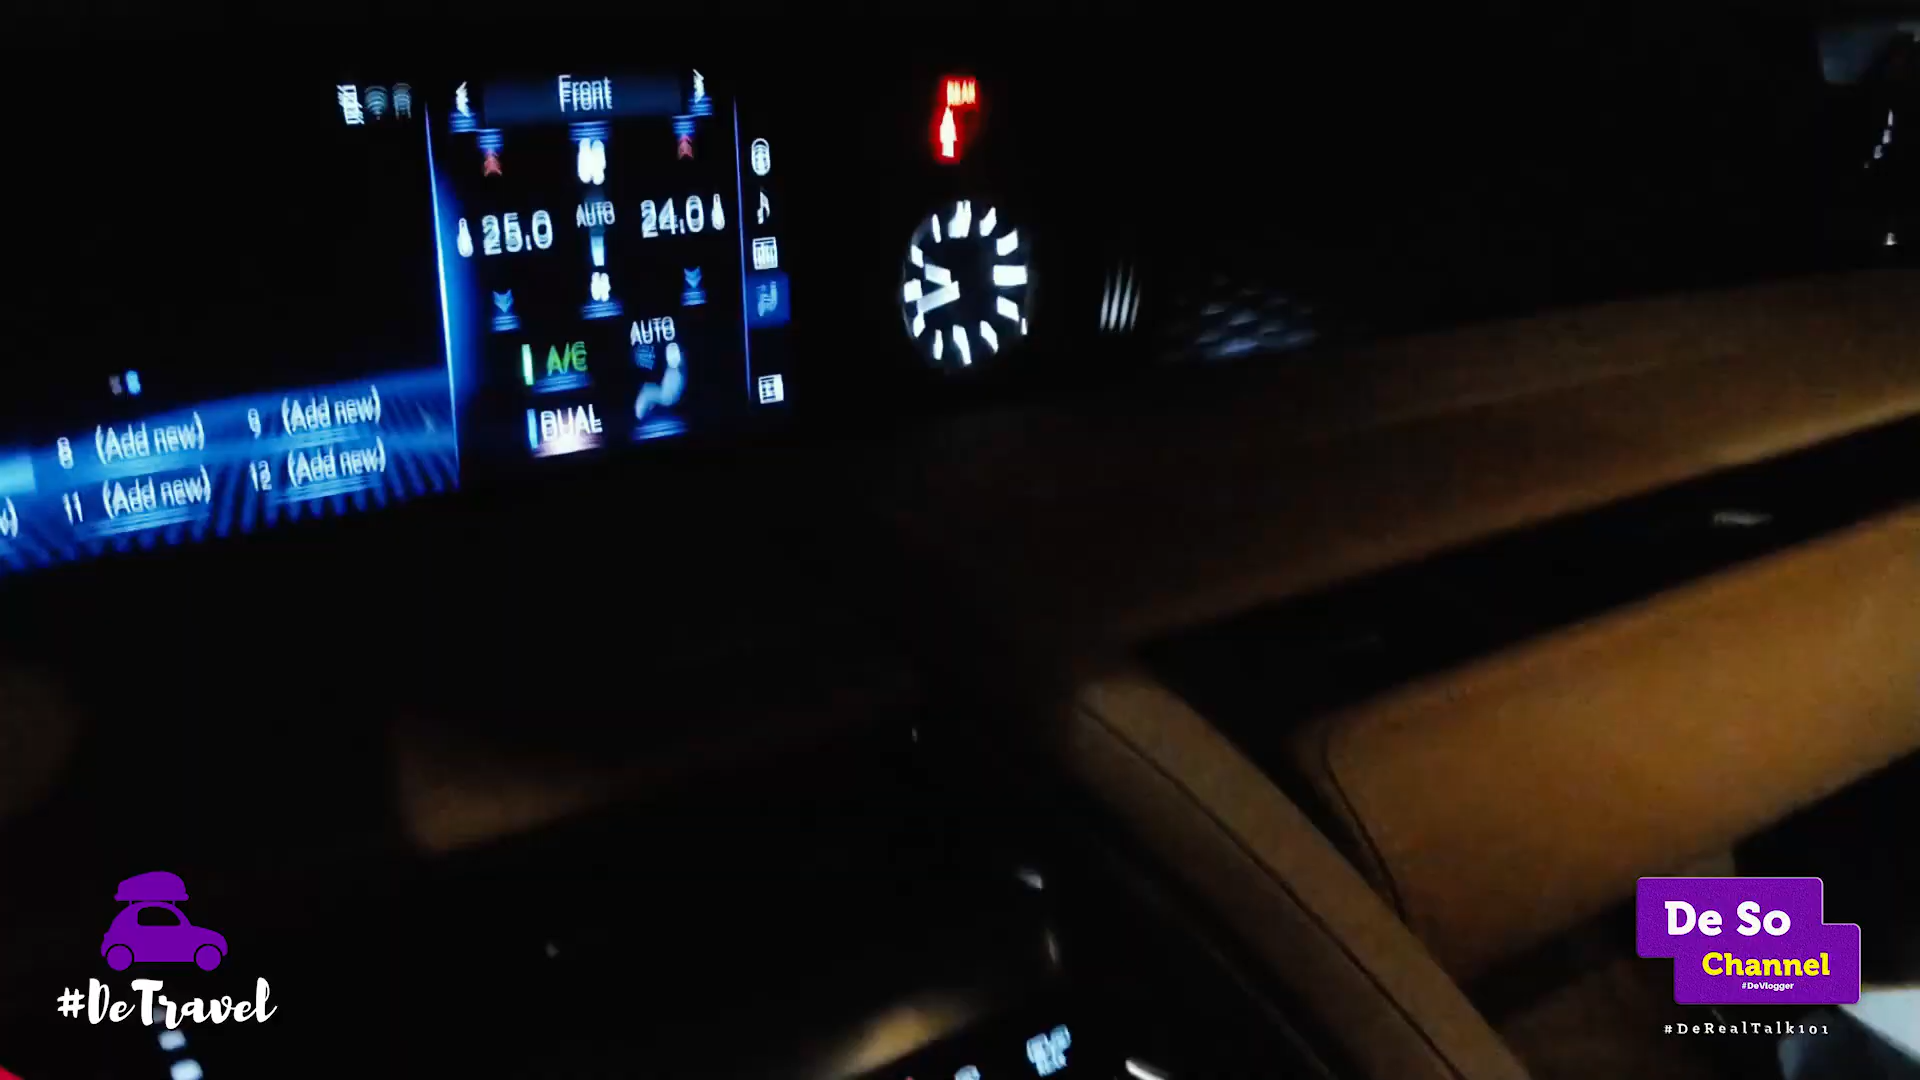 Front
25.0
AUTO
24.0
AUTO
A/C
DUAL
8 (Add new)
9 (Add new)
11 (Add new)
12 (Add new)
#DeTravel
De So
Channel
#DeVlogger
#DeRealTalk101